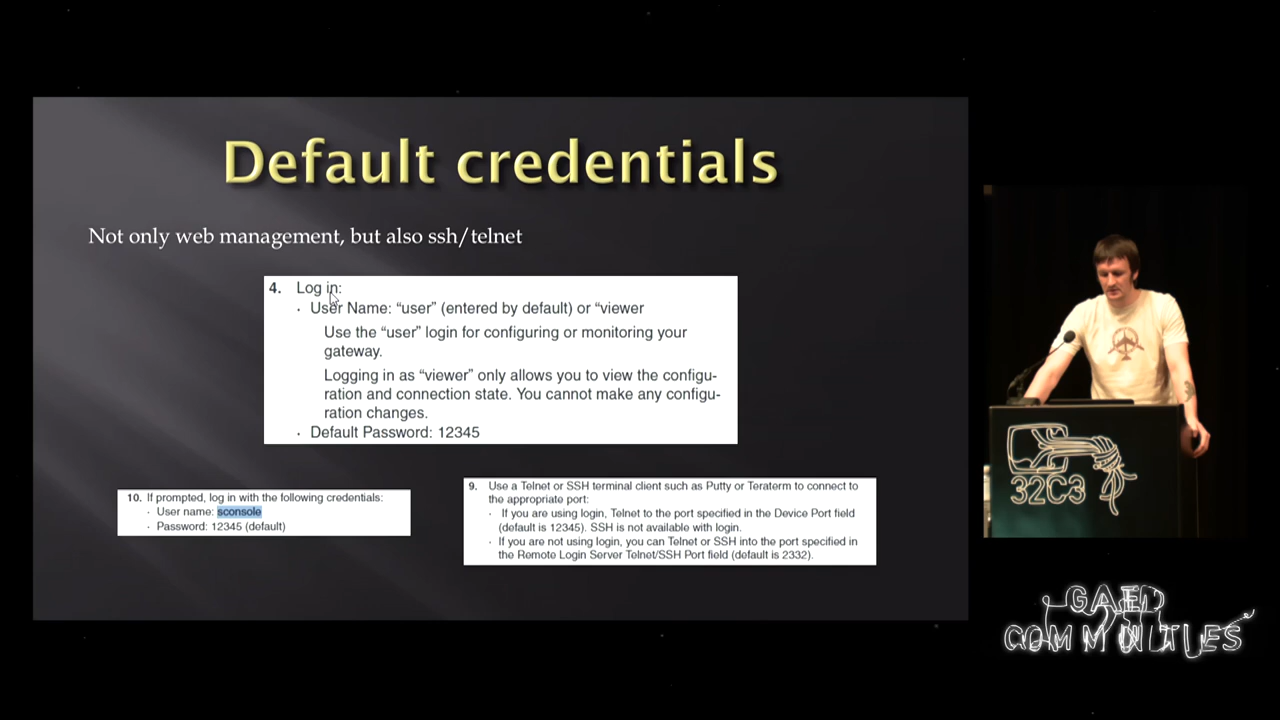 Default credentials
Not only web management, but also ssh/telnet
4. Log in:
· User Name: “user” (entered by default) or “viewer
Use the “user” login for configuring or monitoring your
gateway.
Logging in as “viewer” only allows you to view the configu-
ration and connection state. You cannot make any configu-
ration changes.
· Default Password: 12345
10. If prompted, log in with the following credentials:
· User name: sconsole
· Password: 12345 (default)
9. Use a Telnet or SSH terminal client such as Putty or Teraterm to connect to
the appropriate port:
· If you are using login, Telnet to the port specified in the Device Port field
(default is 12345). SSH is not available with login.
· If you are not using login, you can Telnet or SSH into the port specified in
the Remote Login Server Telnet/SSH Port field (default is 2332).
32C3
GATED
COMMUNITIES